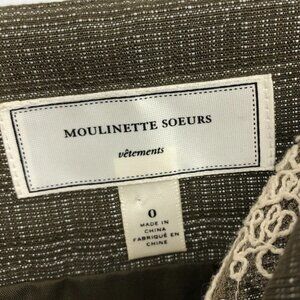 MOULINETTE SOEURS
vêtements
0
MADE IN
CHINA
FABRIQUÉ EN
CHINE